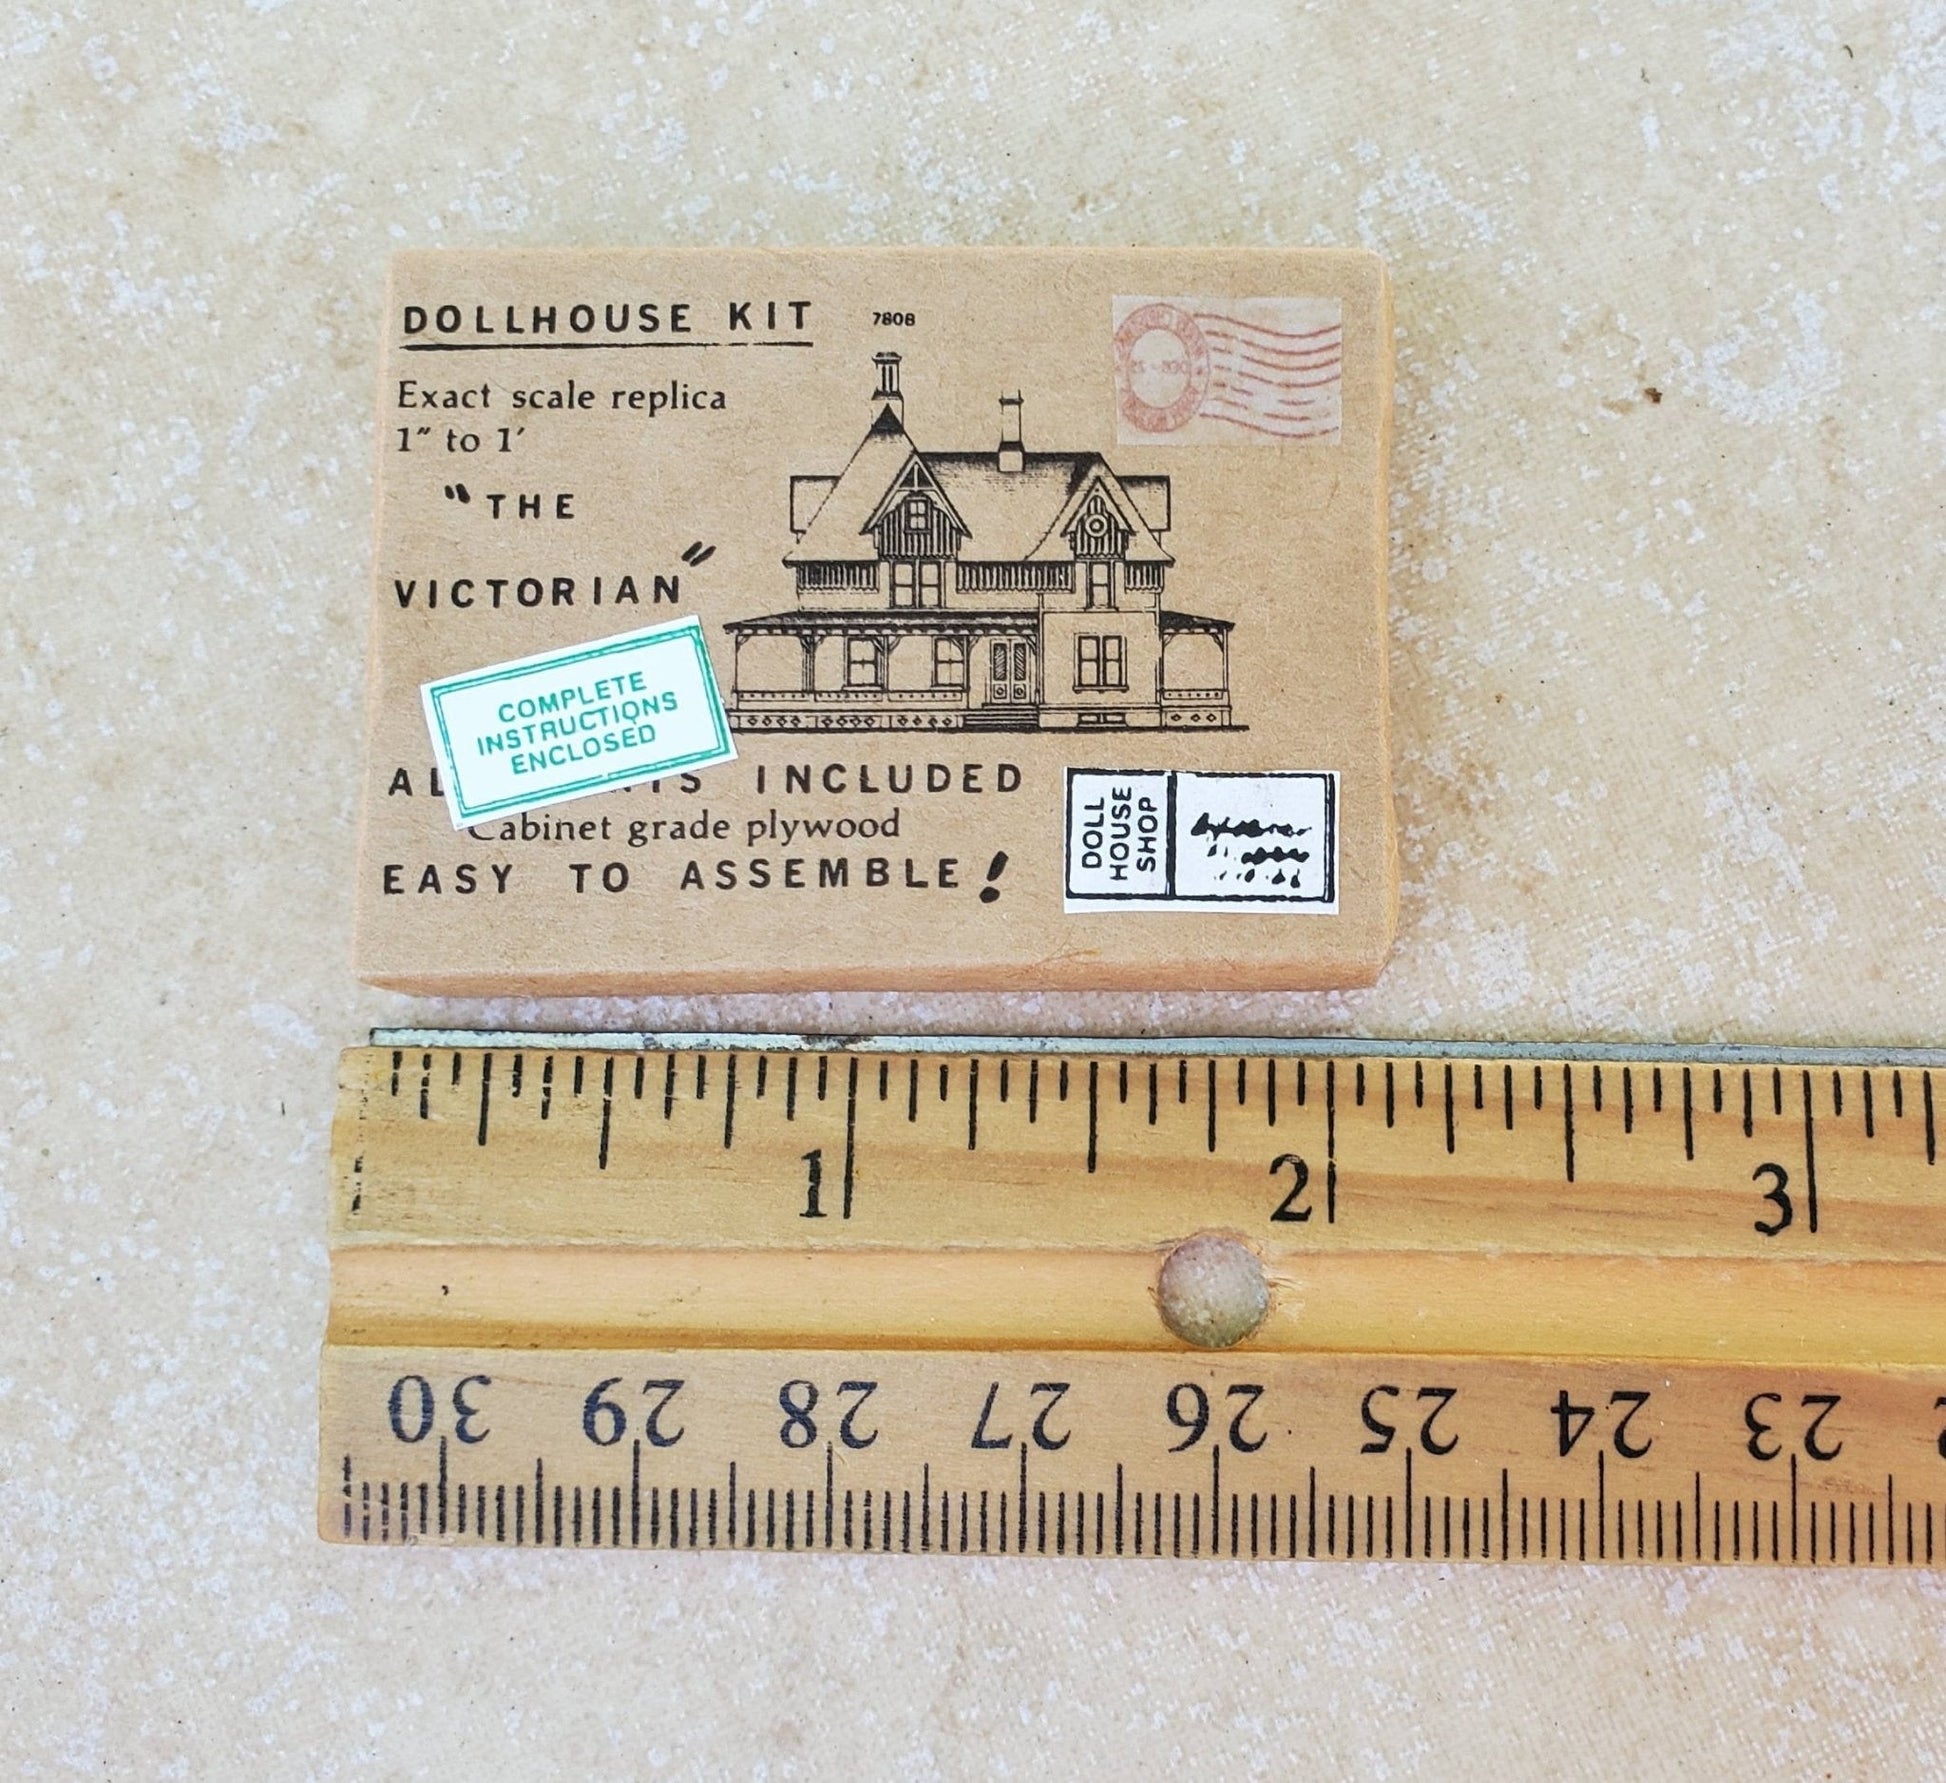 DOLLHOUSE KIT 7808
Exact scale replica
1" to 1'
"THE
VICTORIAN"
COMPLETE
INSTRUCTIONS
ENCLOSED
INCLUDED
Cabinet grade plywood
EASY TO ASSEMBLE!
DOLL
HOUSE
SHOP
1 2 3
30 29 28 27 26 25 24 23